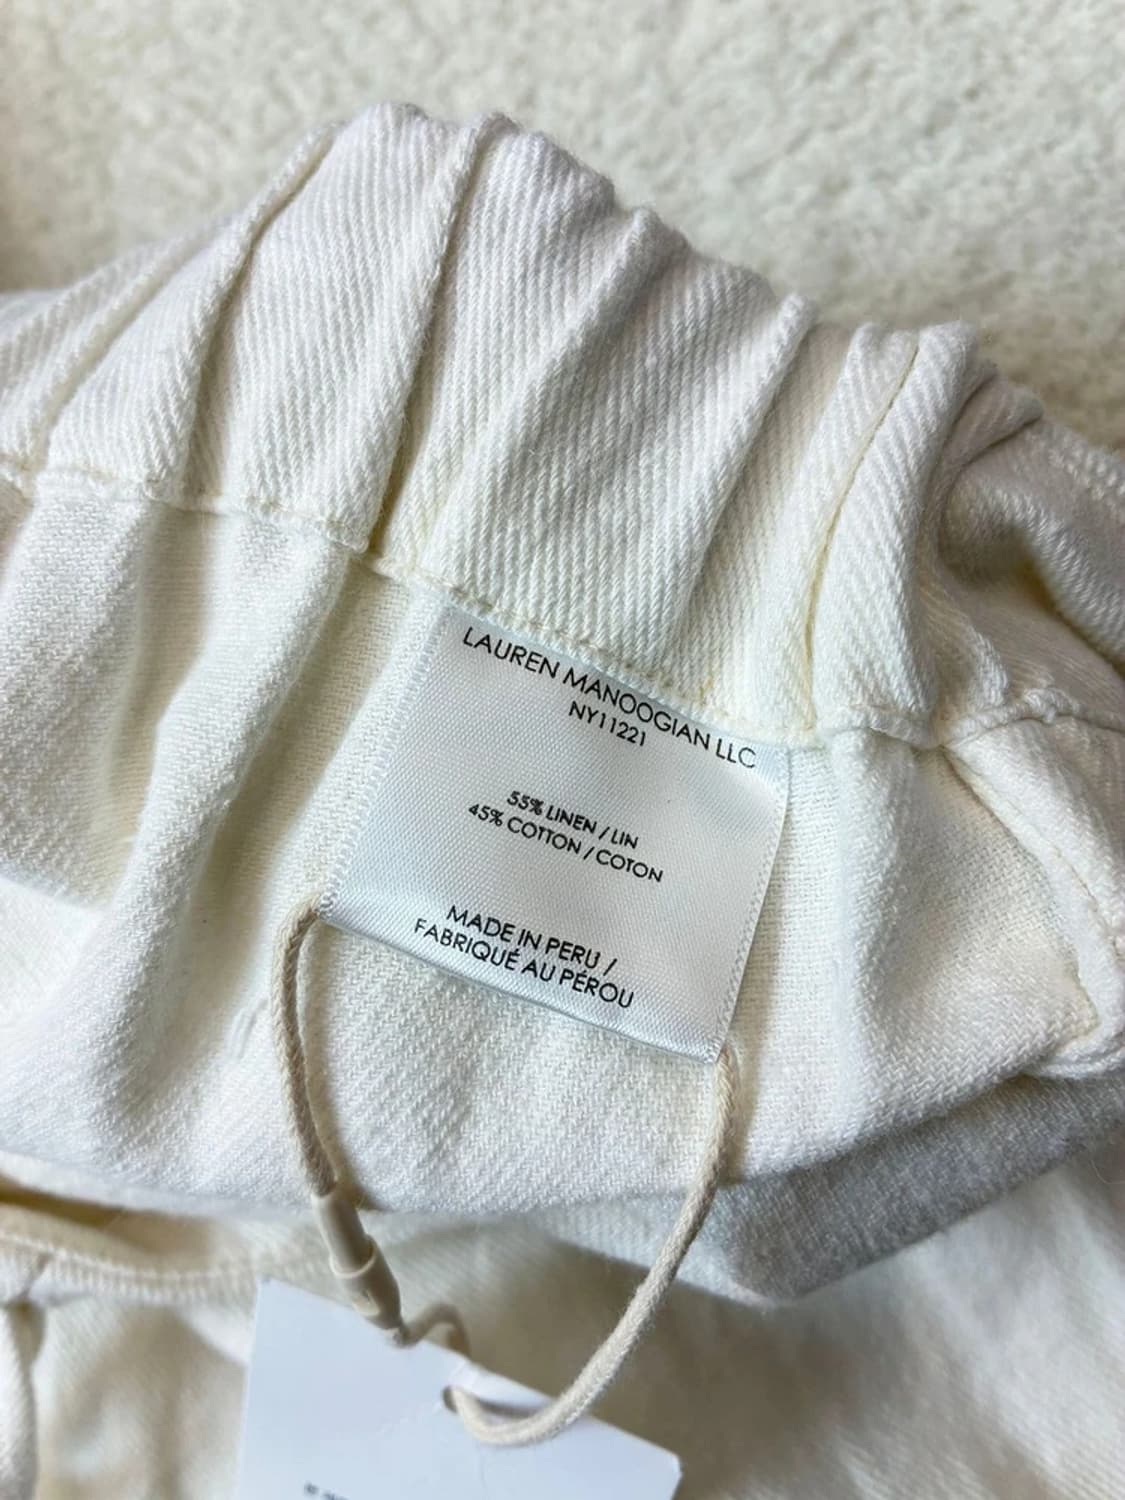 LAUREN MANOOGIAN LLC
NY11221
55% LINEN / LIN
45% COTTON / COTON
MADE IN PERU /
FABRIQUÉ AU PÉROU